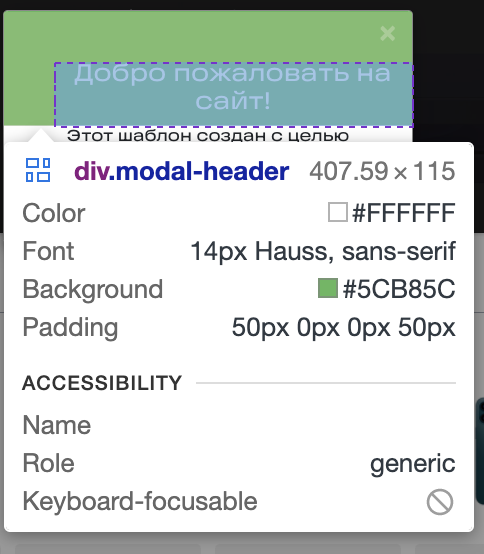 ×
Добро пожаловать на
сайт!
Этот шаблон создан с целью
div.modal-header 407.59 × 115
Color #FFFFFF
Font 14px Hauss, sans-serif
Background #5CB85C
Padding 50px 0px 0px 50px
ACCESSIBILITY
Name
Role generic
Keyboard-focusable